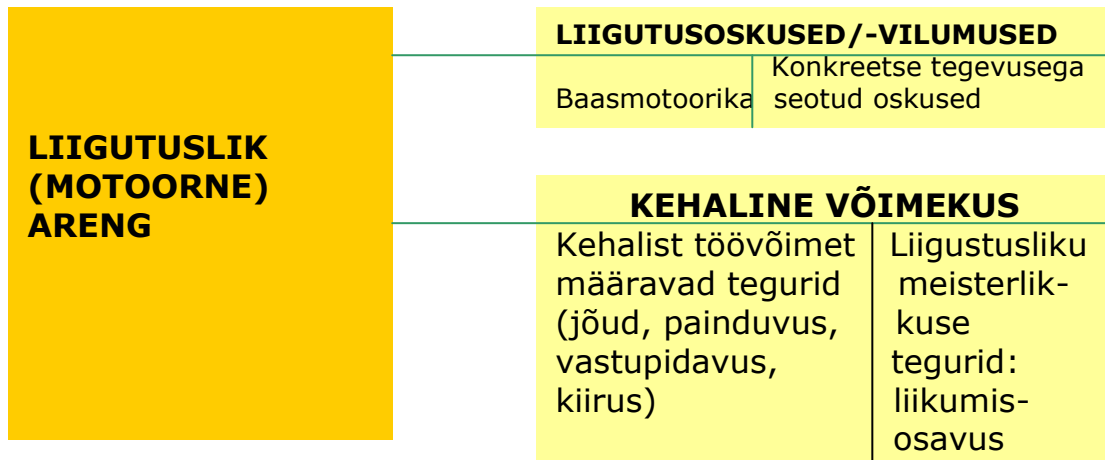 LIIGUTUSLIK
(MOTOORNE)
ARENG
LIIGUTUSOSKUSED/-VILUMUSED
Baasmotoorika
Konkreetse tegevusega
seotud oskused
KEHALINE VÕIMEKUS
Kehalist töövõimet
määravad tegurid
(jõud, painduvus,
vastupidavus,
kiirus)
Liigustusliku
meisterlik-
kuse
tegurid:
liikumis-
osavus